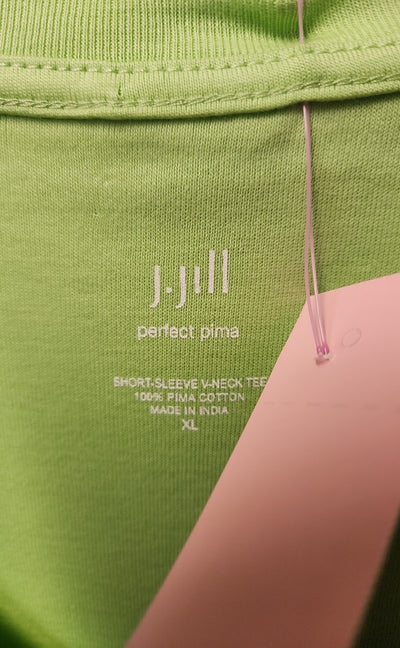 J.Jill
perfect pima
SHORT-SLEEVE V-NECK TEE
100% PIMA COTTON
MADE IN INDIA
XL